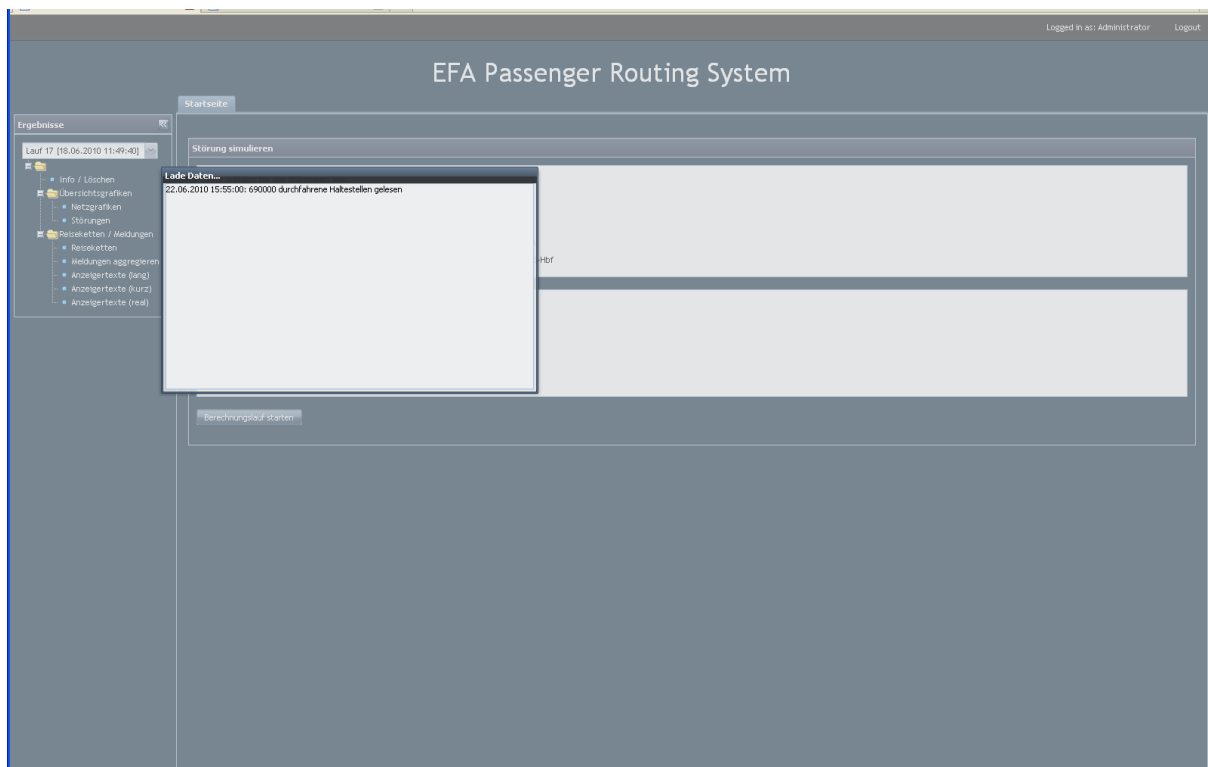 Logged in as: Administrator Logout
EFA Passenger Routing System
Startseite
Ergebnisse
Störung simulieren
Lauf 17 [18.06.2010 11:49:40]
Lade Daten...
Info / Löschen
22.06.2010 15:55:00: 690000 durchfahrene Haltestellen gelesen
Übersichtsgrafiken
Netzgrafiken
Störungen
Reiseketten / Meldungen
Reiseketten
Meldungen aggregieren
-Hbf
Anzeigertexte (lang)
Anzeigertexte (kurz)
Anzeigertexte (real)
Berechnungslauf starten